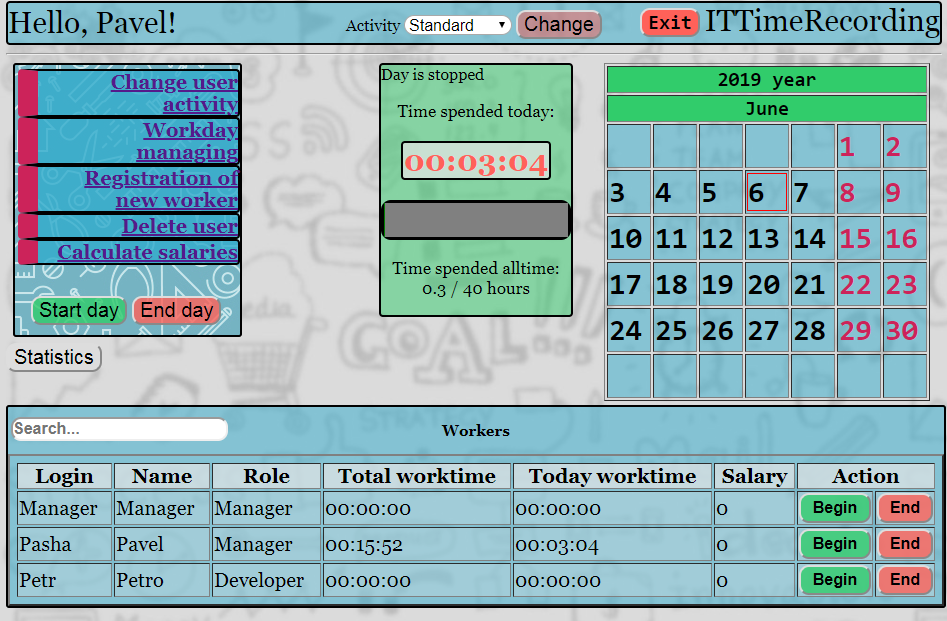 Hello, Pavel!
Activity Standard Change
Exit ITTimeRecording
Change user
activity
Workday
managing
Registration of
new worker
Delete user
Calculate salaries
Start day End day
Statistics
Day is stopped
Time spended today:
00:03:04
Time spended alltime:
0.3 / 40 hours
2019 year
June
1 2
3 4 5 6 7 8 9
10 11 12 13 14 15 16
17 18 19 20 21 22 23
24 25 26 27 28 29 30
Search...
Workers
Login Name Role Total worktime Today worktime Salary Action
Manager Manager Manager 00:00:00 00:00:00 0 Begin End
Pasha Pavel Manager 00:15:52 00:03:04 0 Begin End
Petr Petro Developer 00:00:00 00:00:00 0 Begin End
GOAL...!!!
STRATEGY